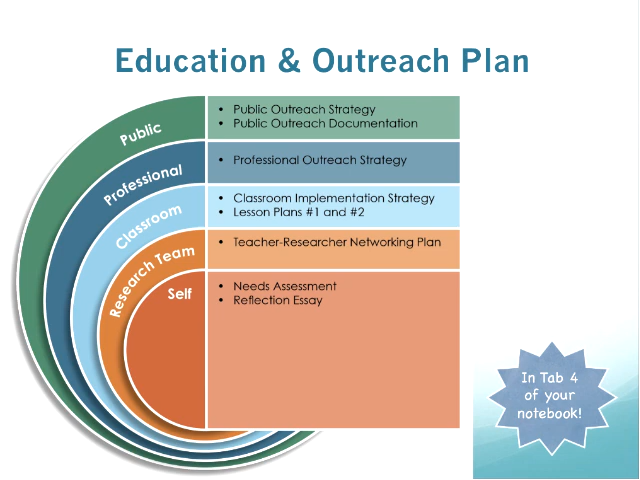 Education & Outreach Plan
Public
• Public Outreach Strategy
• Public Outreach Documentation
Professional
• Professional Outreach Strategy
Classroom
• Classroom Implementation Strategy
• Lesson Plans #1 and #2
Research Team
• Teacher-Researcher Networking Plan
Self
• Needs Assessment
• Reflection Essay
In Tab 4
of your
notebook!